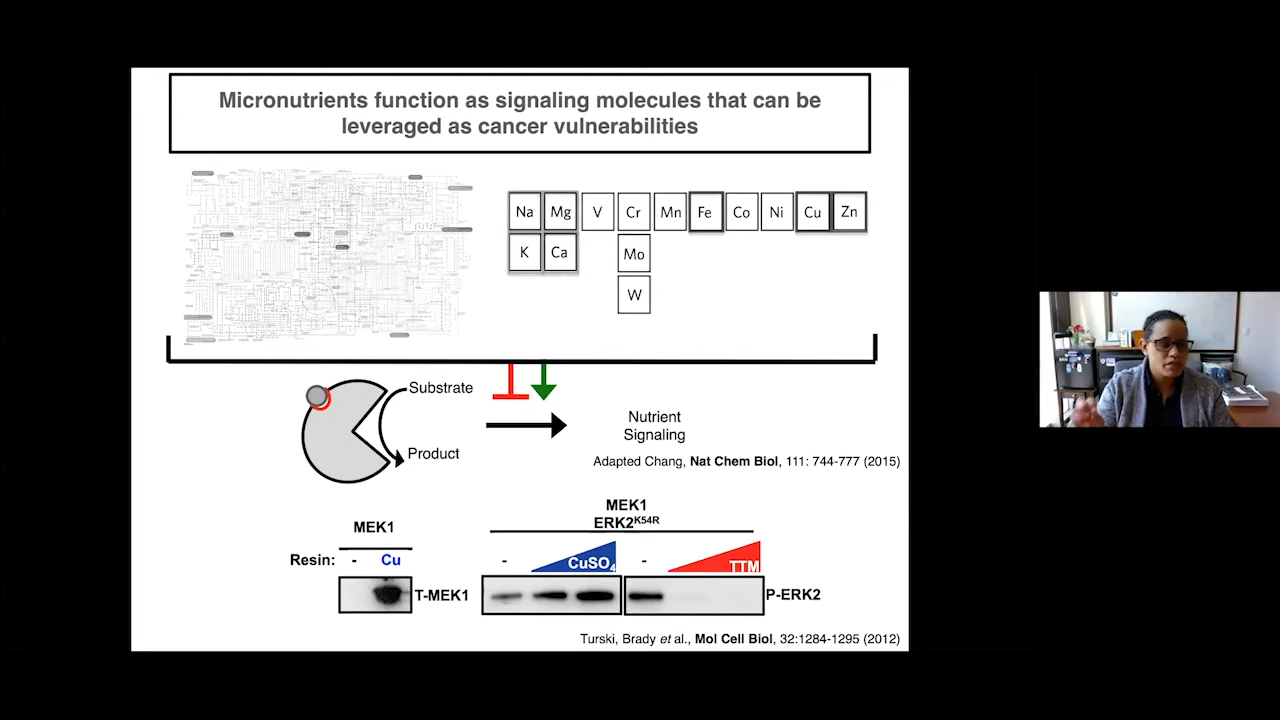 Micronutrients function as signaling molecules that can be
leveraged as cancer vulnerabilities
Na Mg V Cr Mn Fe Co Ni Cu Zn
K Ca Mo
W
Substrate
Product
Nutrient
Signaling
Adapted Chang, Nat Chem Biol, 111: 744-777 (2015)
MEK1
Resin: - Cu
T-MEK1
MEK1
ERK2K54R
- CuSO4 - TTM
P-ERK2
Turski, Brady et al., Mol Cell Biol, 32:1284-1295 (2012)